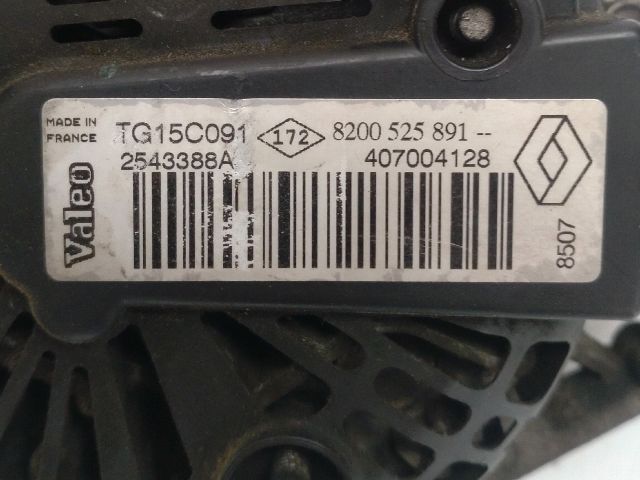 MADE IN
FRANCE
TG15C091 172 8200 525 891 --
2543388A 407004128
Valeo
8507